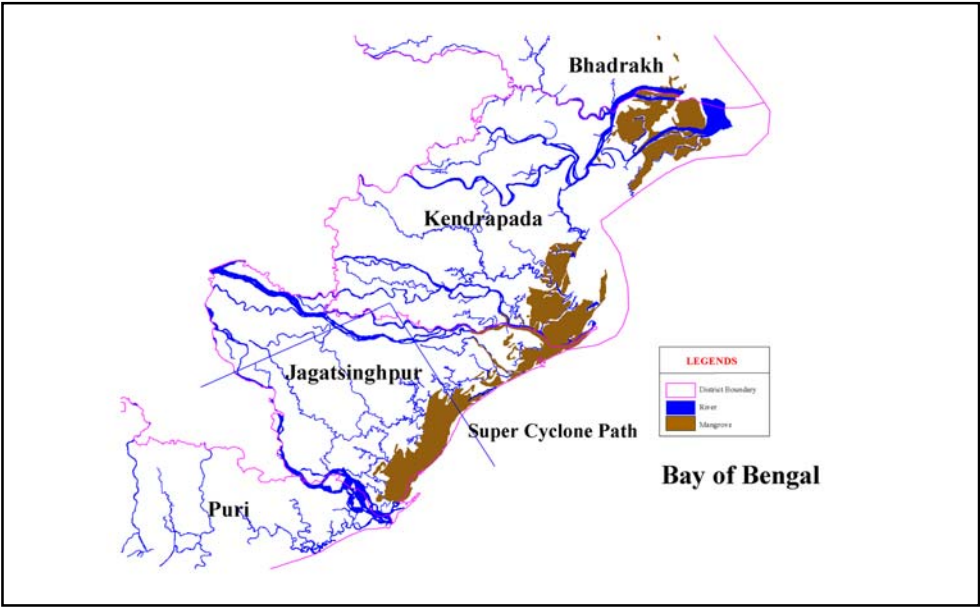 Bhadrakh
Kendrapada
Jagatsinghpur
Super Cyclone Path
Puri
LEGENDS
District Boundary
River
Mangrove
Bay of Bengal